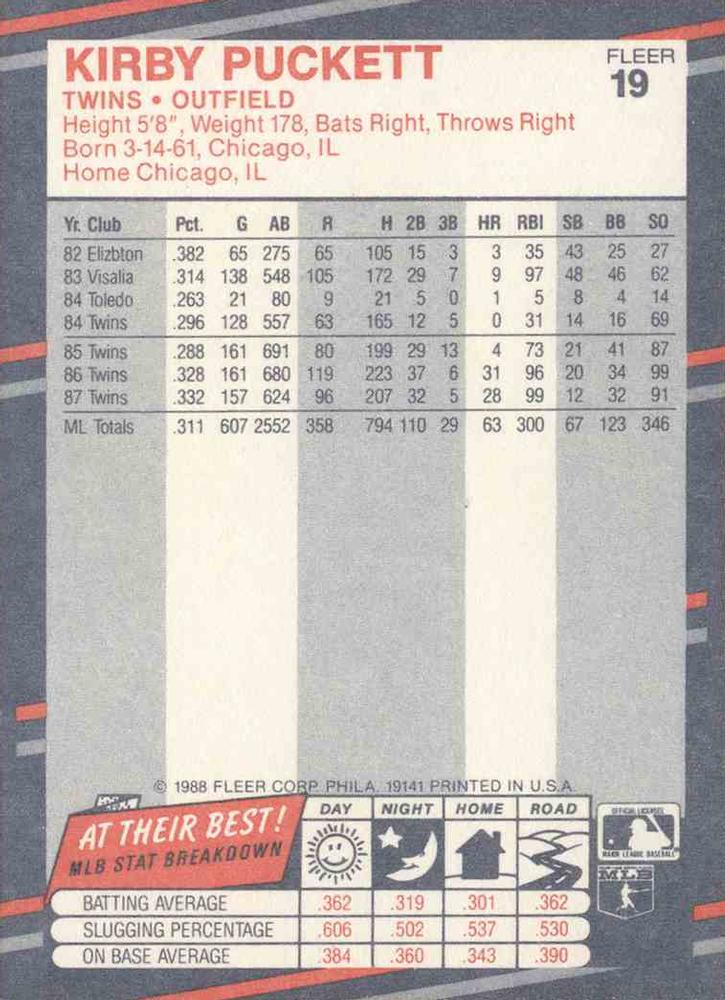 KIRBY PUCKETT
FLEER
19
TWINS • OUTFIELD
Height 5'8", Weight 178, Bats Right, Throws Right
Born 3-14-61, Chicago, IL
Home Chicago, IL
Yr. Club Pct. G AB R H 2B 3B HR RBI SB BB SO
82 Elizbton .382 65 275 65 105 15 3 3 35 43 25 27
83 Visalia .314 138 548 105 172 29 7 9 97 48 46 62
84 Toledo .263 21 80 9 21 5 0 1 5 8 4 14
84 Twins .296 128 557 63 165 12 5 0 31 14 16 69
85 Twins .288 161 691 80 199 29 13 4 73 21 41 87
86 Twins .328 161 680 119 223 37 6 31 96 20 34 99
87 Twins .332 157 624 96 207 32 5 28 99 12 32 91
ML Totals .311 607 2552 358 794 110 29 63 300 67 123 346
© 1988 FLEER CORP. PHILA. 19141 PRINTED IN U.S.A.
AT THEIR BEST!
MLB STAT BREAKDOWN
DAY NIGHT HOME ROAD
BATTING AVERAGE .362 .319 .301 .362
SLUGGING PERCENTAGE .606 .502 .537 .530
ON BASE AVERAGE .384 .360 .343 .390
OFFICIAL LICENSEE
MAJOR LEAGUE BASEBALL
MLB